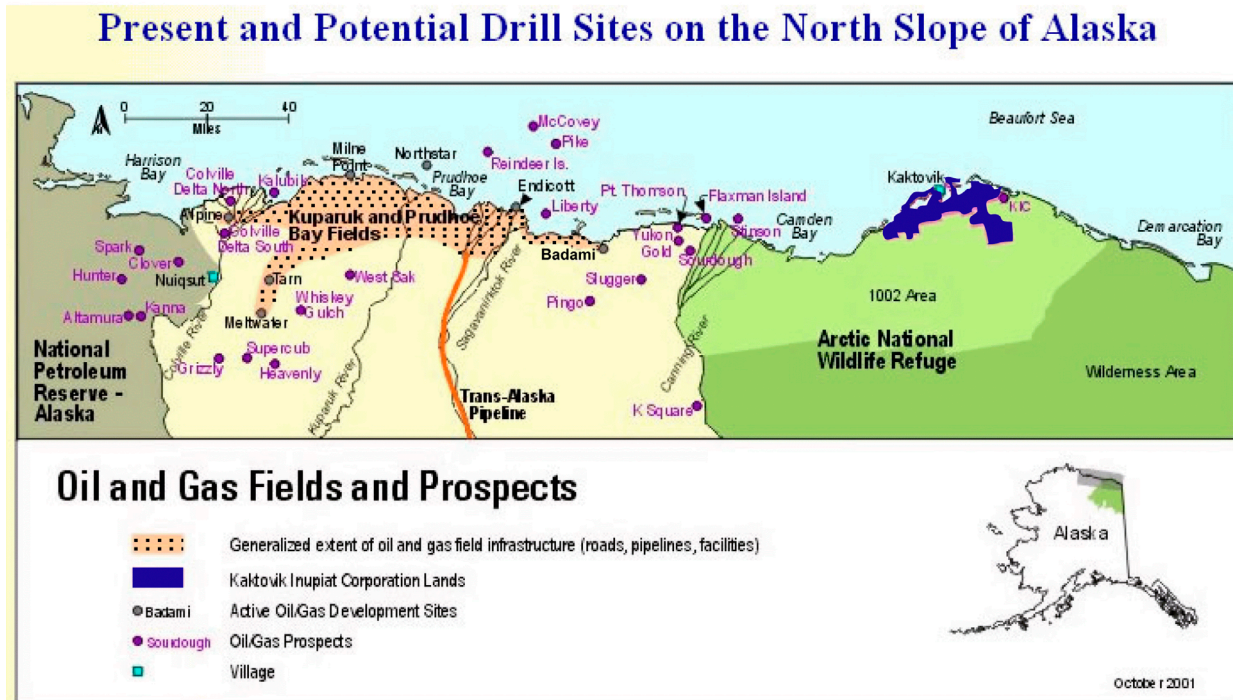 Present and Potential Drill Sites on the North Slope of Alaska
0 20 40
Miles
Beaufort Sea
McCovey
Pike
Reindeer Is.
Harrison
Bay
Colville
Delta North
Kalubik
Milne
Point
Northstar
Prudhoe
Bay
Endicott
Liberty
Pt. Thomson
Flaxman Island
Kaktovik
KIC
Alpine
Kuparuk and Prudhoe
Bay Fields
Colville
Delta South
Stinson
Camden
Bay
Demarcation
Bay
Spark
Clover
Hunter
Nuiqsut
Tarn
West Sak
Badami
Yukon
Gold
Sourdough
Slugger
Pingo
Whiskey
Gulch
Altamura
Kanna
Meltwater
Colville River
Kuparuk River
Sagavanirktok River
Canning River
1002 Area
Arctic National
Wildlife Refuge
Wilderness Area
National
Petroleum
Reserve -
Alaska
Grizzly
Supercub
Heavenly
Trans-Alaska
Pipeline
K Square
Oil and Gas Fields and Prospects
Generalized extent of oil and gas field infrastructure (roads, pipelines, facilities)
Kaktovik Inupiat Corporation Lands
Badami Active Oil/Gas Development Sites
Sourdough Oil/Gas Prospects
Village
Alaska
October 2001